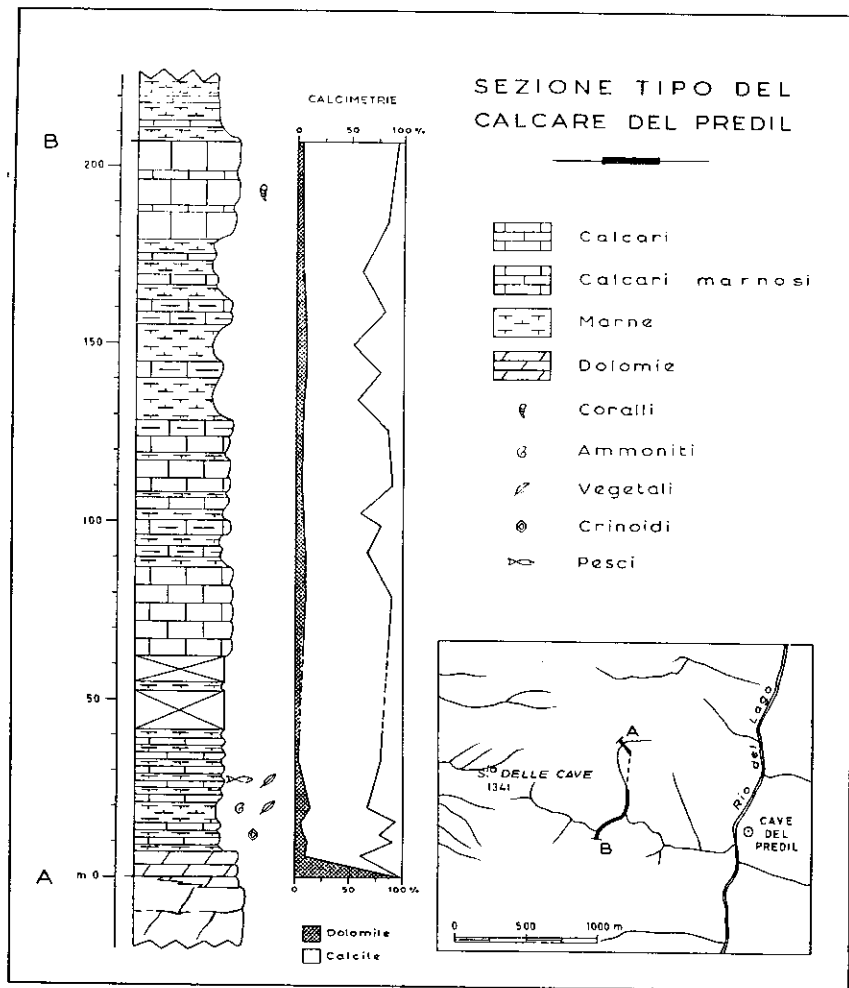 SEZIONE TIPO DEL
CALCARE DEL PREDIL
CALCIMETRIE
0 50 100 %
B
200
150
100
50
A m 0
0 50 100 %
Dolomite
Calcite
Calcari
Calcari marnosi
Marne
Dolomie
Coralli
Ammoniti
Vegetali
Crinoidi
Pesci
A
DELLE CAVE
1341
B
Rio del Lago
CAVE
DEL
PREDIL
0 500 1000 m